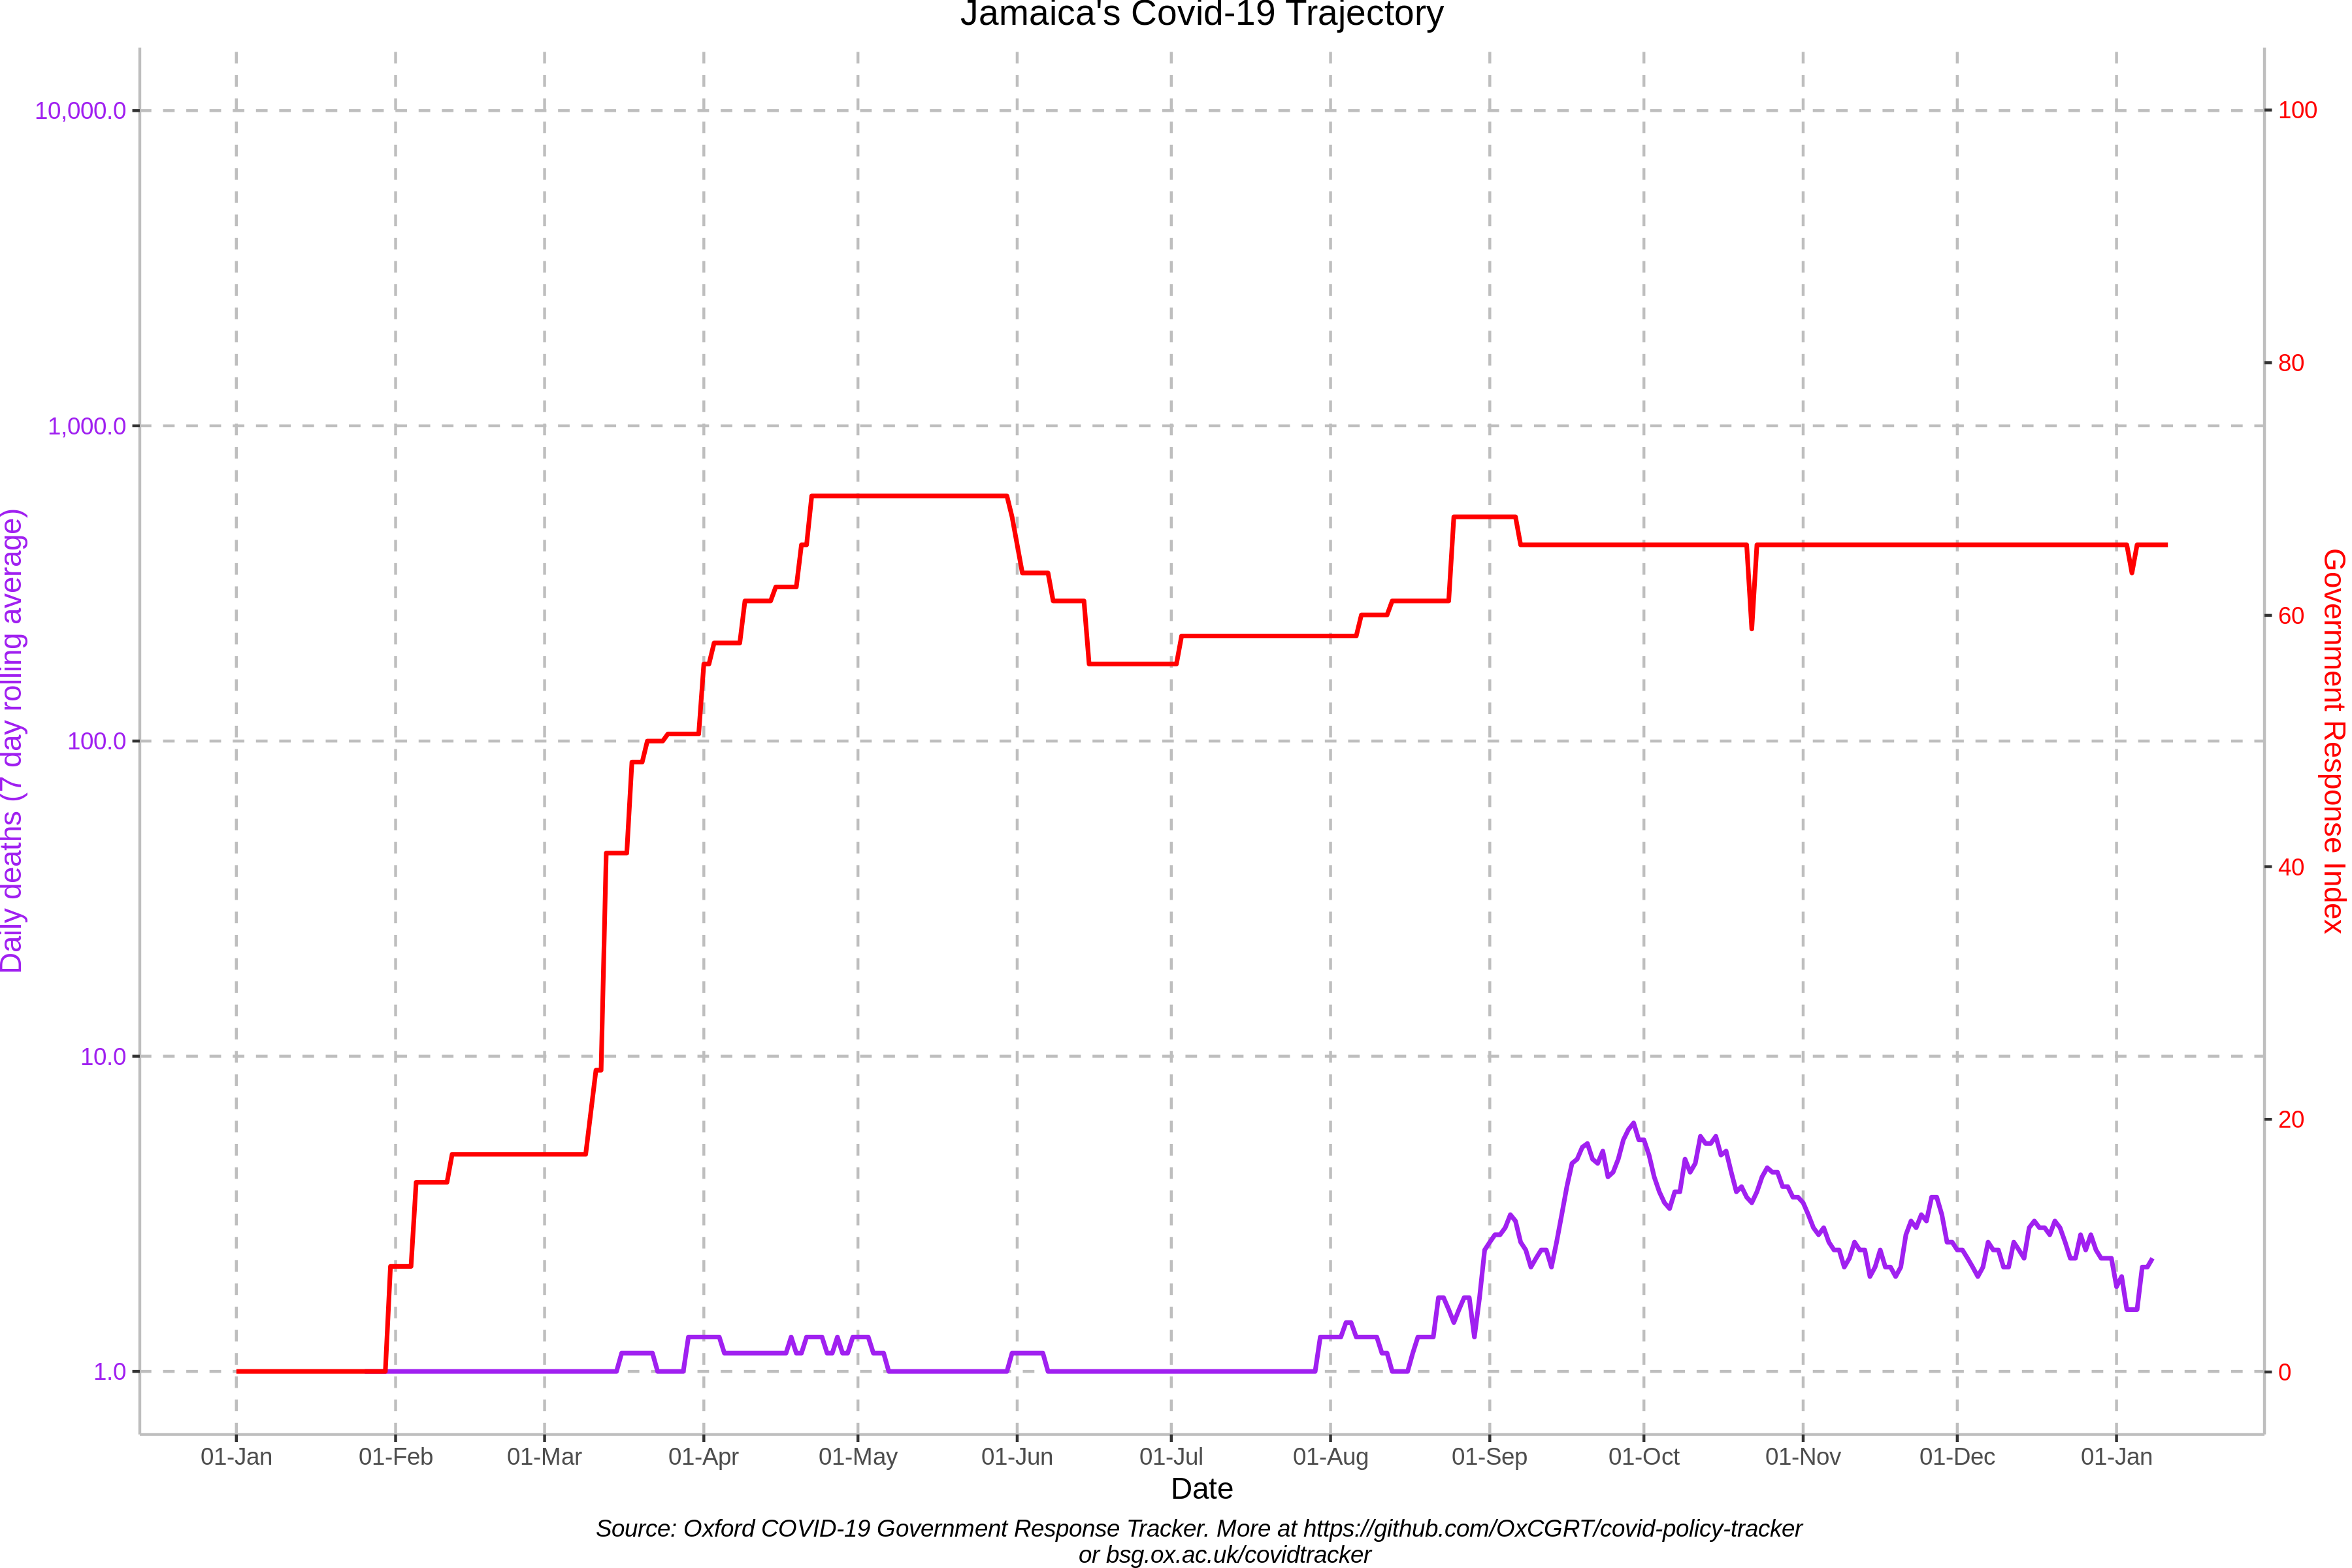 Jamaica's Covid-19 Trajectory
10,000.0
1,000.0
100.0
10.0
1.0
Daily deaths (7 day rolling average)
100
80
60
40
20
0
Government Response Index
01-Jan
01-Feb
01-Mar
01-Apr
01-May
01-Jun
01-Jul
01-Aug
01-Sep
01-Oct
01-Nov
01-Dec
01-Jan
Date
Source: Oxford COVID-19 Government Response Tracker. More at https://github.com/OxCGRT/covid-policy-tracker
or bsg.ox.ac.uk/covidtracker